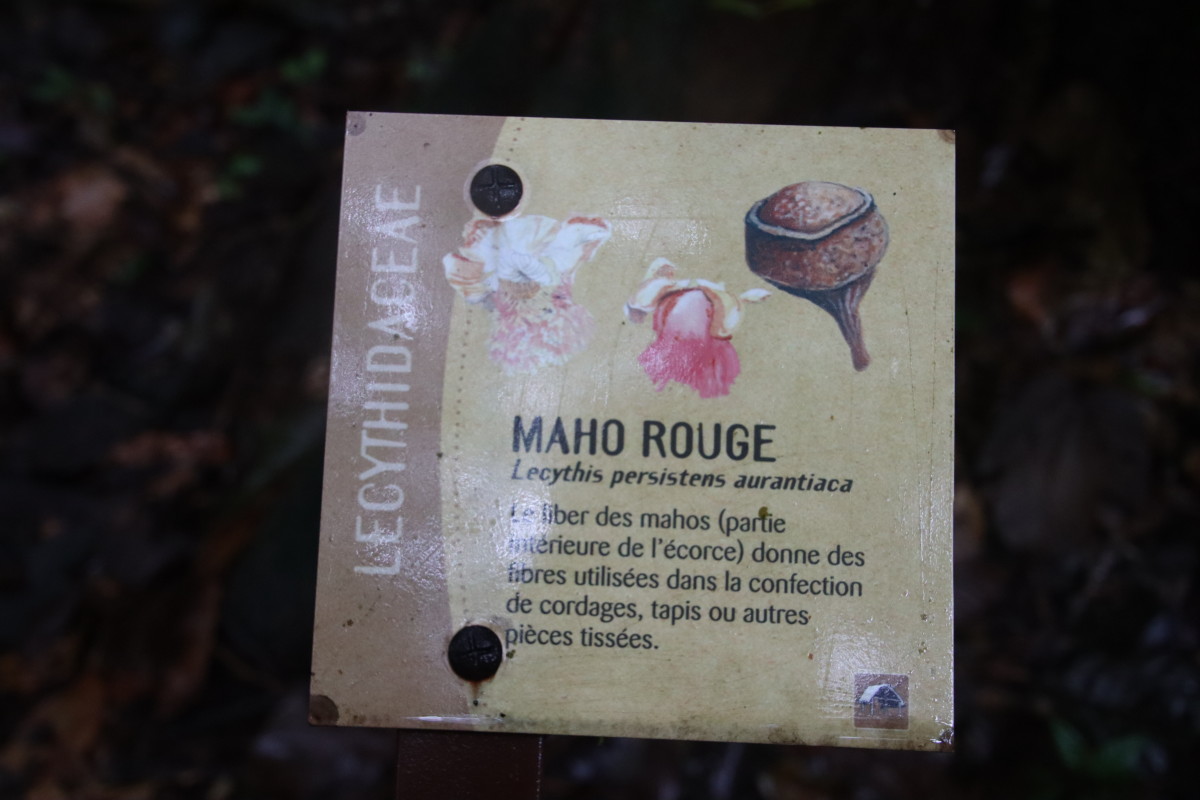 LECYTHIDACEAE
MAHO ROUGE
Lecythis persistens aurantiaca
Le liber des mahos (partie
intérieure de l'écorce) donne des
fibres utilisées dans la confection
de cordages, tapis ou autres
pièces tissées.